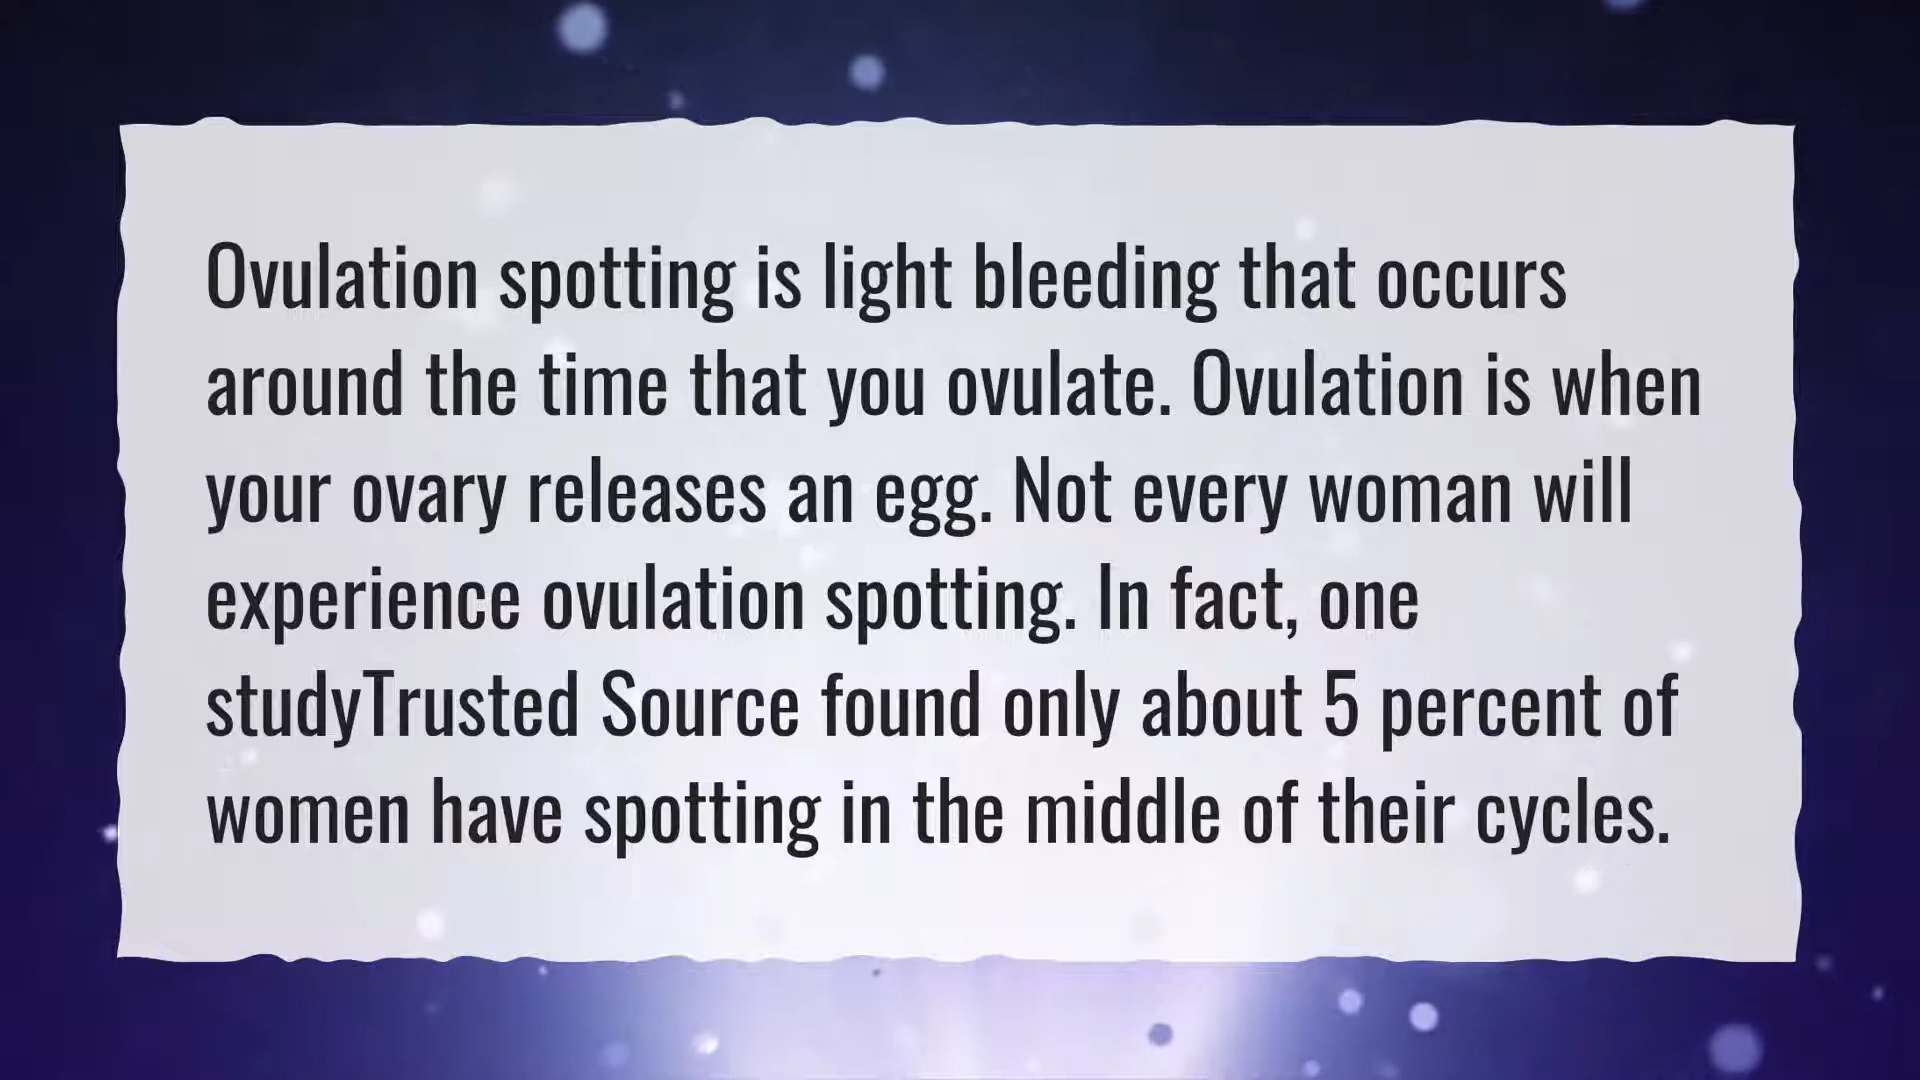 Ovulation spotting is light bleeding that occurs
around the time that you ovulate. Ovulation is when
your ovary releases an egg. Not every woman will
experience ovulation spotting. In fact, one
studyTrusted Source found only about 5 percent of
women have spotting in the middle of their cycles.